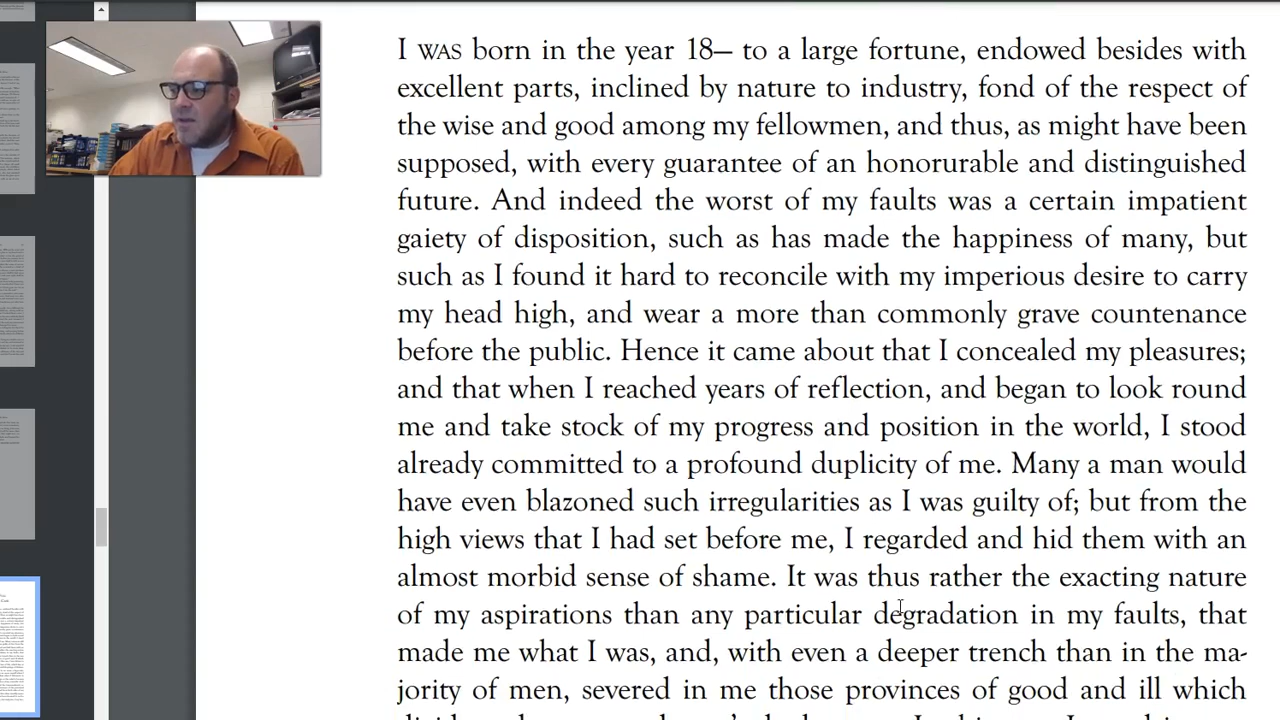 I WAS born in the year 18— to a large fortune, endowed besides with
excellent parts, inclined by nature to industry, fond of the respect of
the wise and good among my fellowmen, and thus, as might have been
supposed, with every guarantee of an honorurable and distinguished
future. And indeed the worst of my faults was a certain impatient
gaiety of disposition, such as has made the happiness of many, but
such as I found it hard to reconcile with my imperious desire to carry
my head high, and wear a more than commonly grave countenance
before the public. Hence it came about that I concealed my pleasures;
and that when I reached years of reflection, and began to look round
me and take stock of my progress and position in the world, I stood
already committed to a profound duplicity of me. Many a man would
have even blazoned such irregularities as I was guilty of; but from the
high views that I had set before me, I regarded and hid them with an
almost morbid sense of shame. It was thus rather the exacting nature
of my aspirations than any particular degradation in my faults, that
made me what I was, and, with even a deeper trench than in the ma-
jority of men, severed in me those provinces of good and ill which